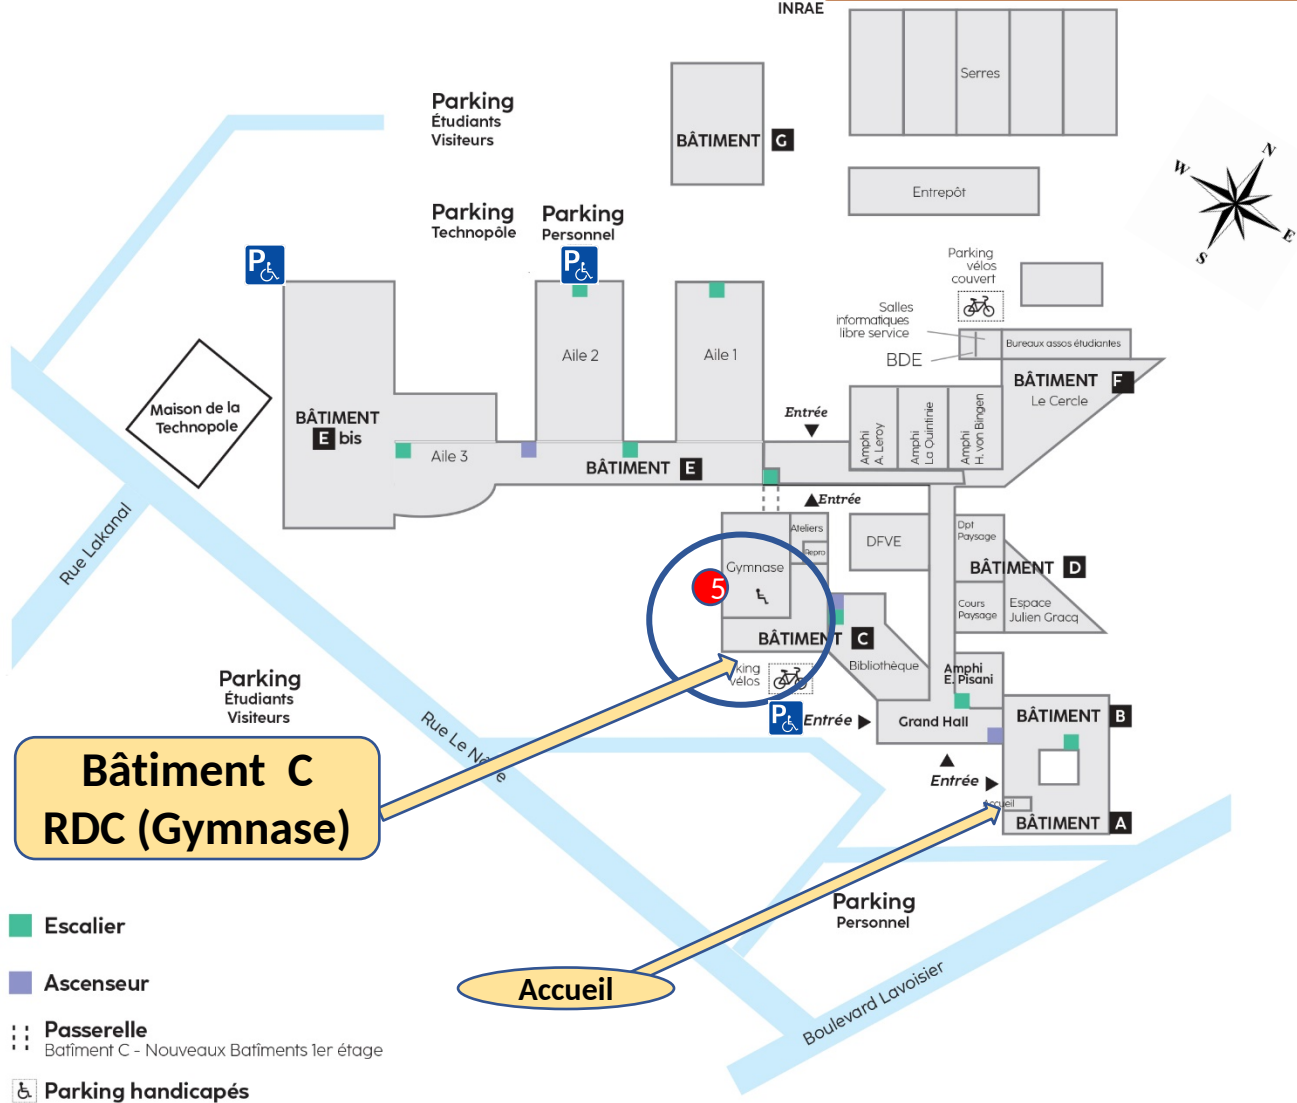 INRAE
Serres
Parking
Étudiants
Visiteurs
BÂTIMENT G
Entrepôt
N
W
E
S
Parking
Technopôle
Parking
Personnel
P
P
Parking
vélos
couvert
Salles
informatiques
libre service
BDE
Bureaux assos étudiantes
BÂTIMENT F
Le Cercle
Aile 2
Aile 1
Maison de la
Technopole
BÂTIMENT
E bis
Aile 3
BÂTIMENT E
Entrée
Amphi
A. Leroy
Amphi
La Quintinie
Amphi
H. von Bingen
Entrée
Ateliers
Repro
Gymnase
5
DFVE
Dpt
Paysage
BÂTIMENT D
Cours
Paysage
Espace
Julien Gracq
Rue Lakanal
BÂTIMENT C
Bibliothèque
Amphi
E. Pisani
king
vélos
P
Entrée
Grand Hall
BÂTIMENT B
Parking
Étudiants
Visiteurs
Rue Le Nôtre
Entrée
Accueil
BÂTIMENT A
Bâtiment C
RDC (Gymnase)
Parking
Personnel
Accueil
Boulevard Lavoisier
Escalier
Ascenseur
Passerelle
Batîment C - Nouveaux Batîments 1er étage
Parking handicapés